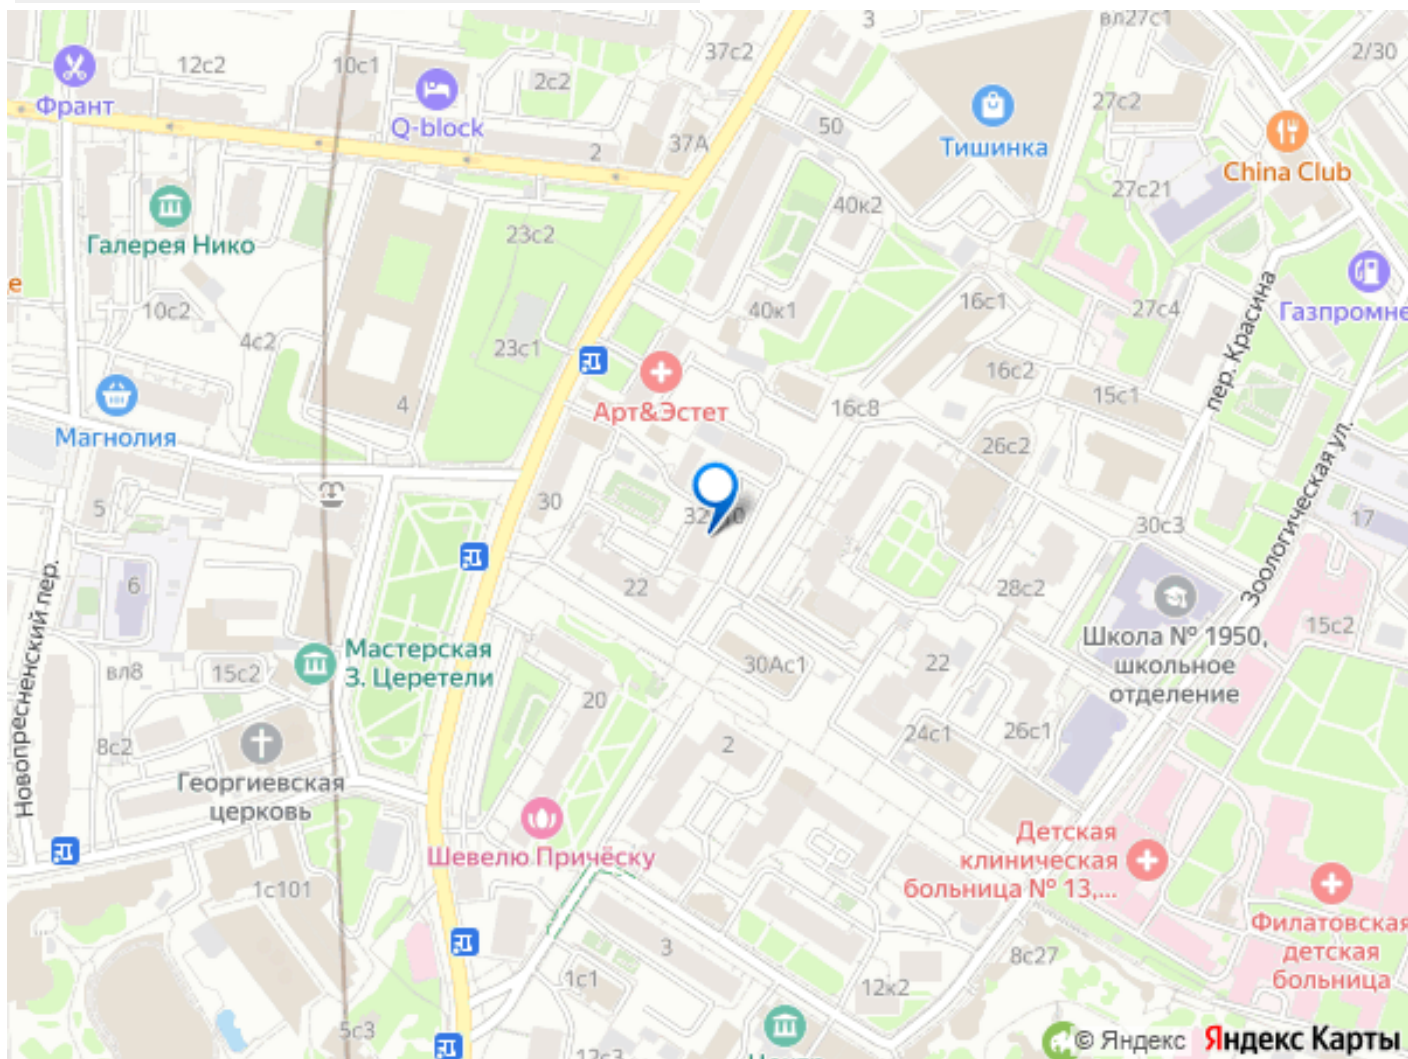 вл27с1
3
2/30
37с2
12с2
10с1
2с2
Франт
Q-block
27с2
50
37А
2
Тишинка
China Club
27с21
40к2
Галерея Нико
23с2
е
10с2
4с2
40к1
16с1
27с4
Газпромне
пер. Красина
23с1
16с2
Арт&Эстет
15с1
4
16с8
Магнолия
26с2
Зоологическая ул.
5
30
17
30с3
6
22
28с2
Новопресненский пер.
Школа № 1950,
школьное
отделение
15с2
Мастерская
З. Церетели
вл8
15с2
30Ас1
22
20
8с2
2
24с1
26с1
Георгиевская
церковь
Шевелю Причёску
Детская
клиническая
больница № 13,...
1с101
Филатовская
детская
больница
3
8с27
1с1
12к2
5с3
© Яндекс
Яндекс Карты